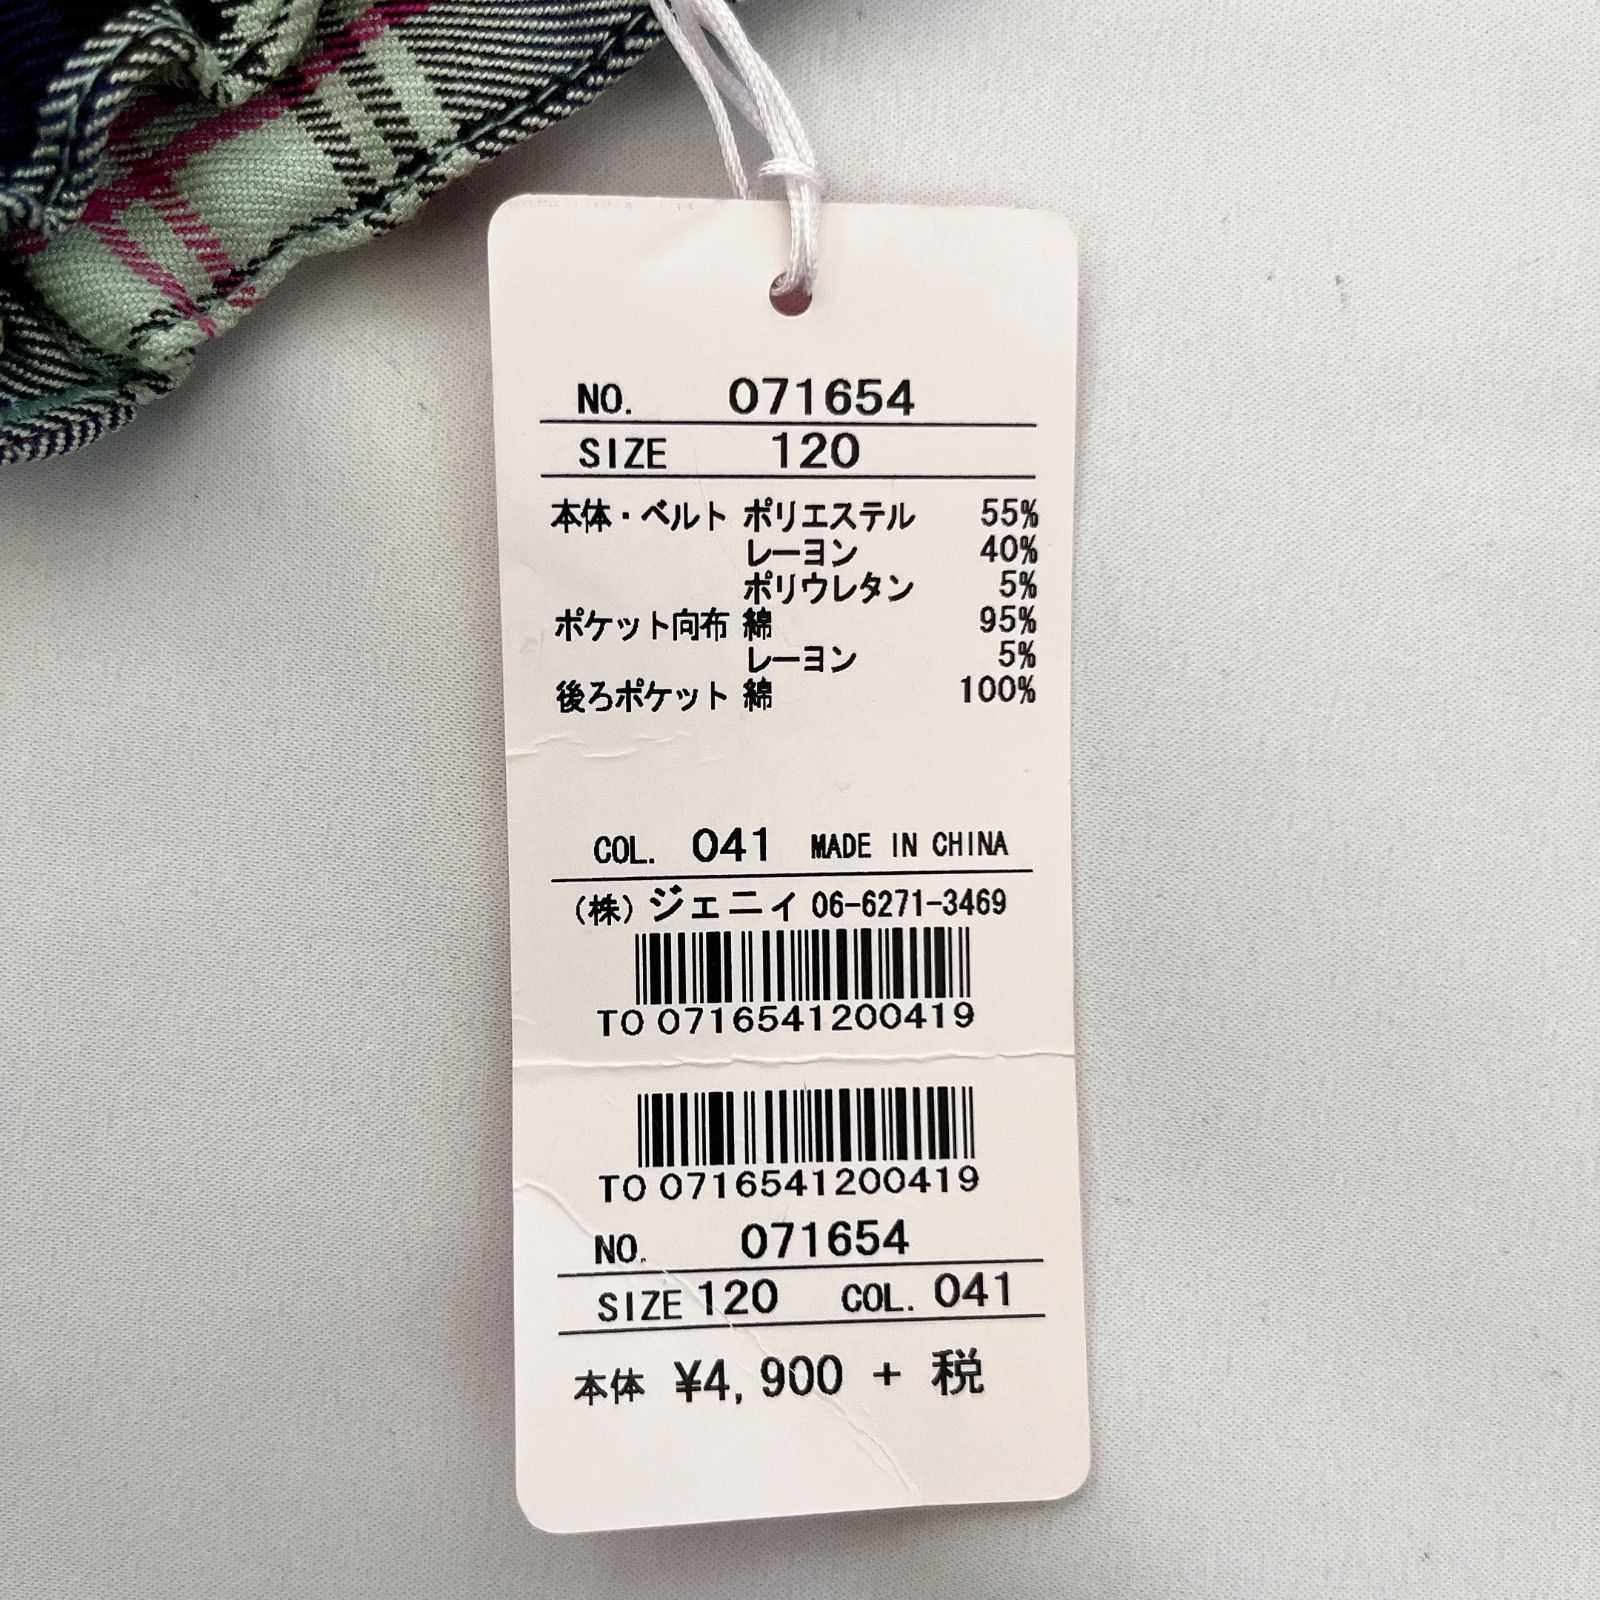 NO. 071654
SIZE 120
本体・ベルト ポリエステル 55%
レーヨン 40%
ポリウレタン 5%
ポケット向布 綿 95%
レーヨン 5%
後ろポケット 綿 100%
COL. 041 MADE IN CHINA
(株) ジェニィ 06-6271-3469
TO 0716541200419
TO 0716541200419
NO. 071654
SIZE 120 COL. 041
本体 ¥4,900 + 税